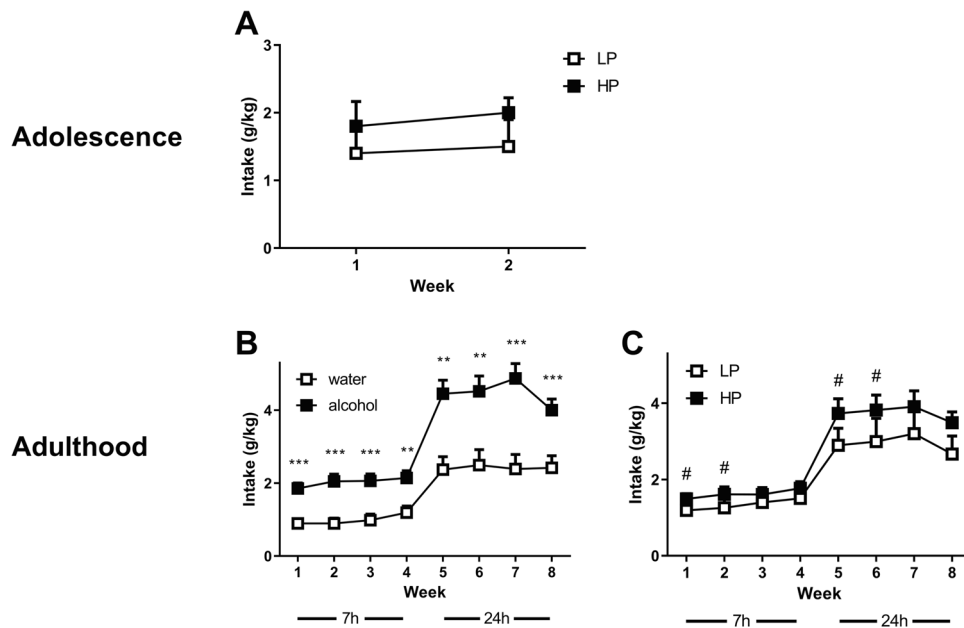 A
Adolescence
3
2
1
0
Intake (g/kg)
LP
HP
1 2
Week
Adulthood
B
water
alcohol
4
2
0
Intake (g/kg)
*** *** *** ** ** ** *** ***
1 2 3 4 5 6 7 8
Week
7h 24h
C
LP
HP
4
2
0
Intake (g/kg)
# # # #
1 2 3 4 5 6 7 8
Week
7h 24h